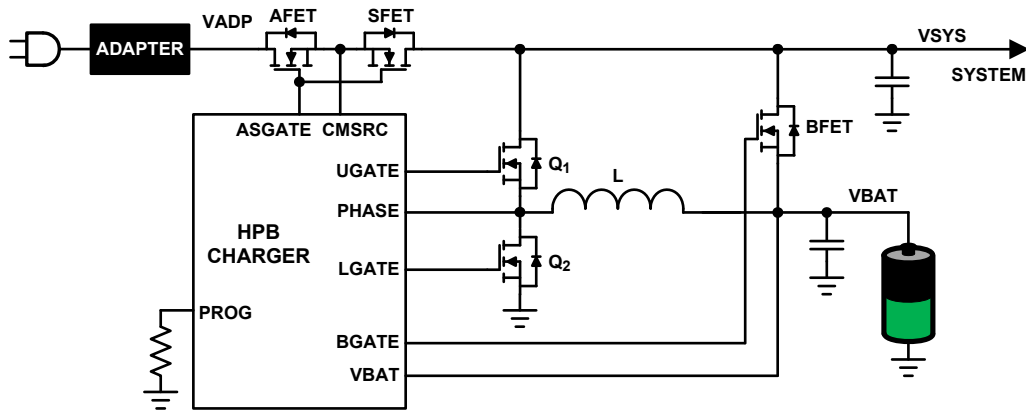 VADP
AFET
SFET
VSYS
ADAPTER
SYSTEM
ASGATE
CMSRC
BFET
UGATE
Q1
L
PHASE
VBAT
HPB
CHARGER
LGATE
Q2
PROG
BGATE
VBAT